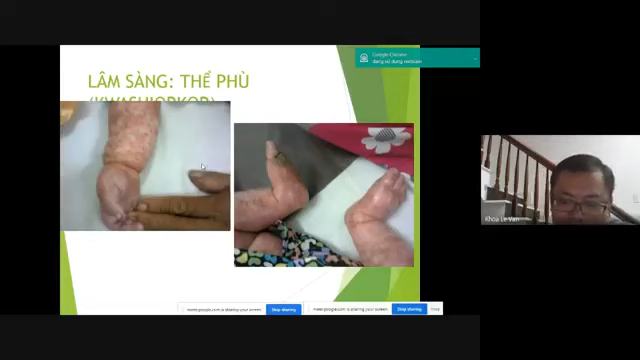 LÂM SÀNG: THỂ PHÙ
(KWASHIORKOR)
Google Chrome
đang sử dụng webcam
Khoa Le Van
meet.google.com is sharing your screen.
Stop sharing
meet.google.com is sharing your screen.
Stop sharing
Hide